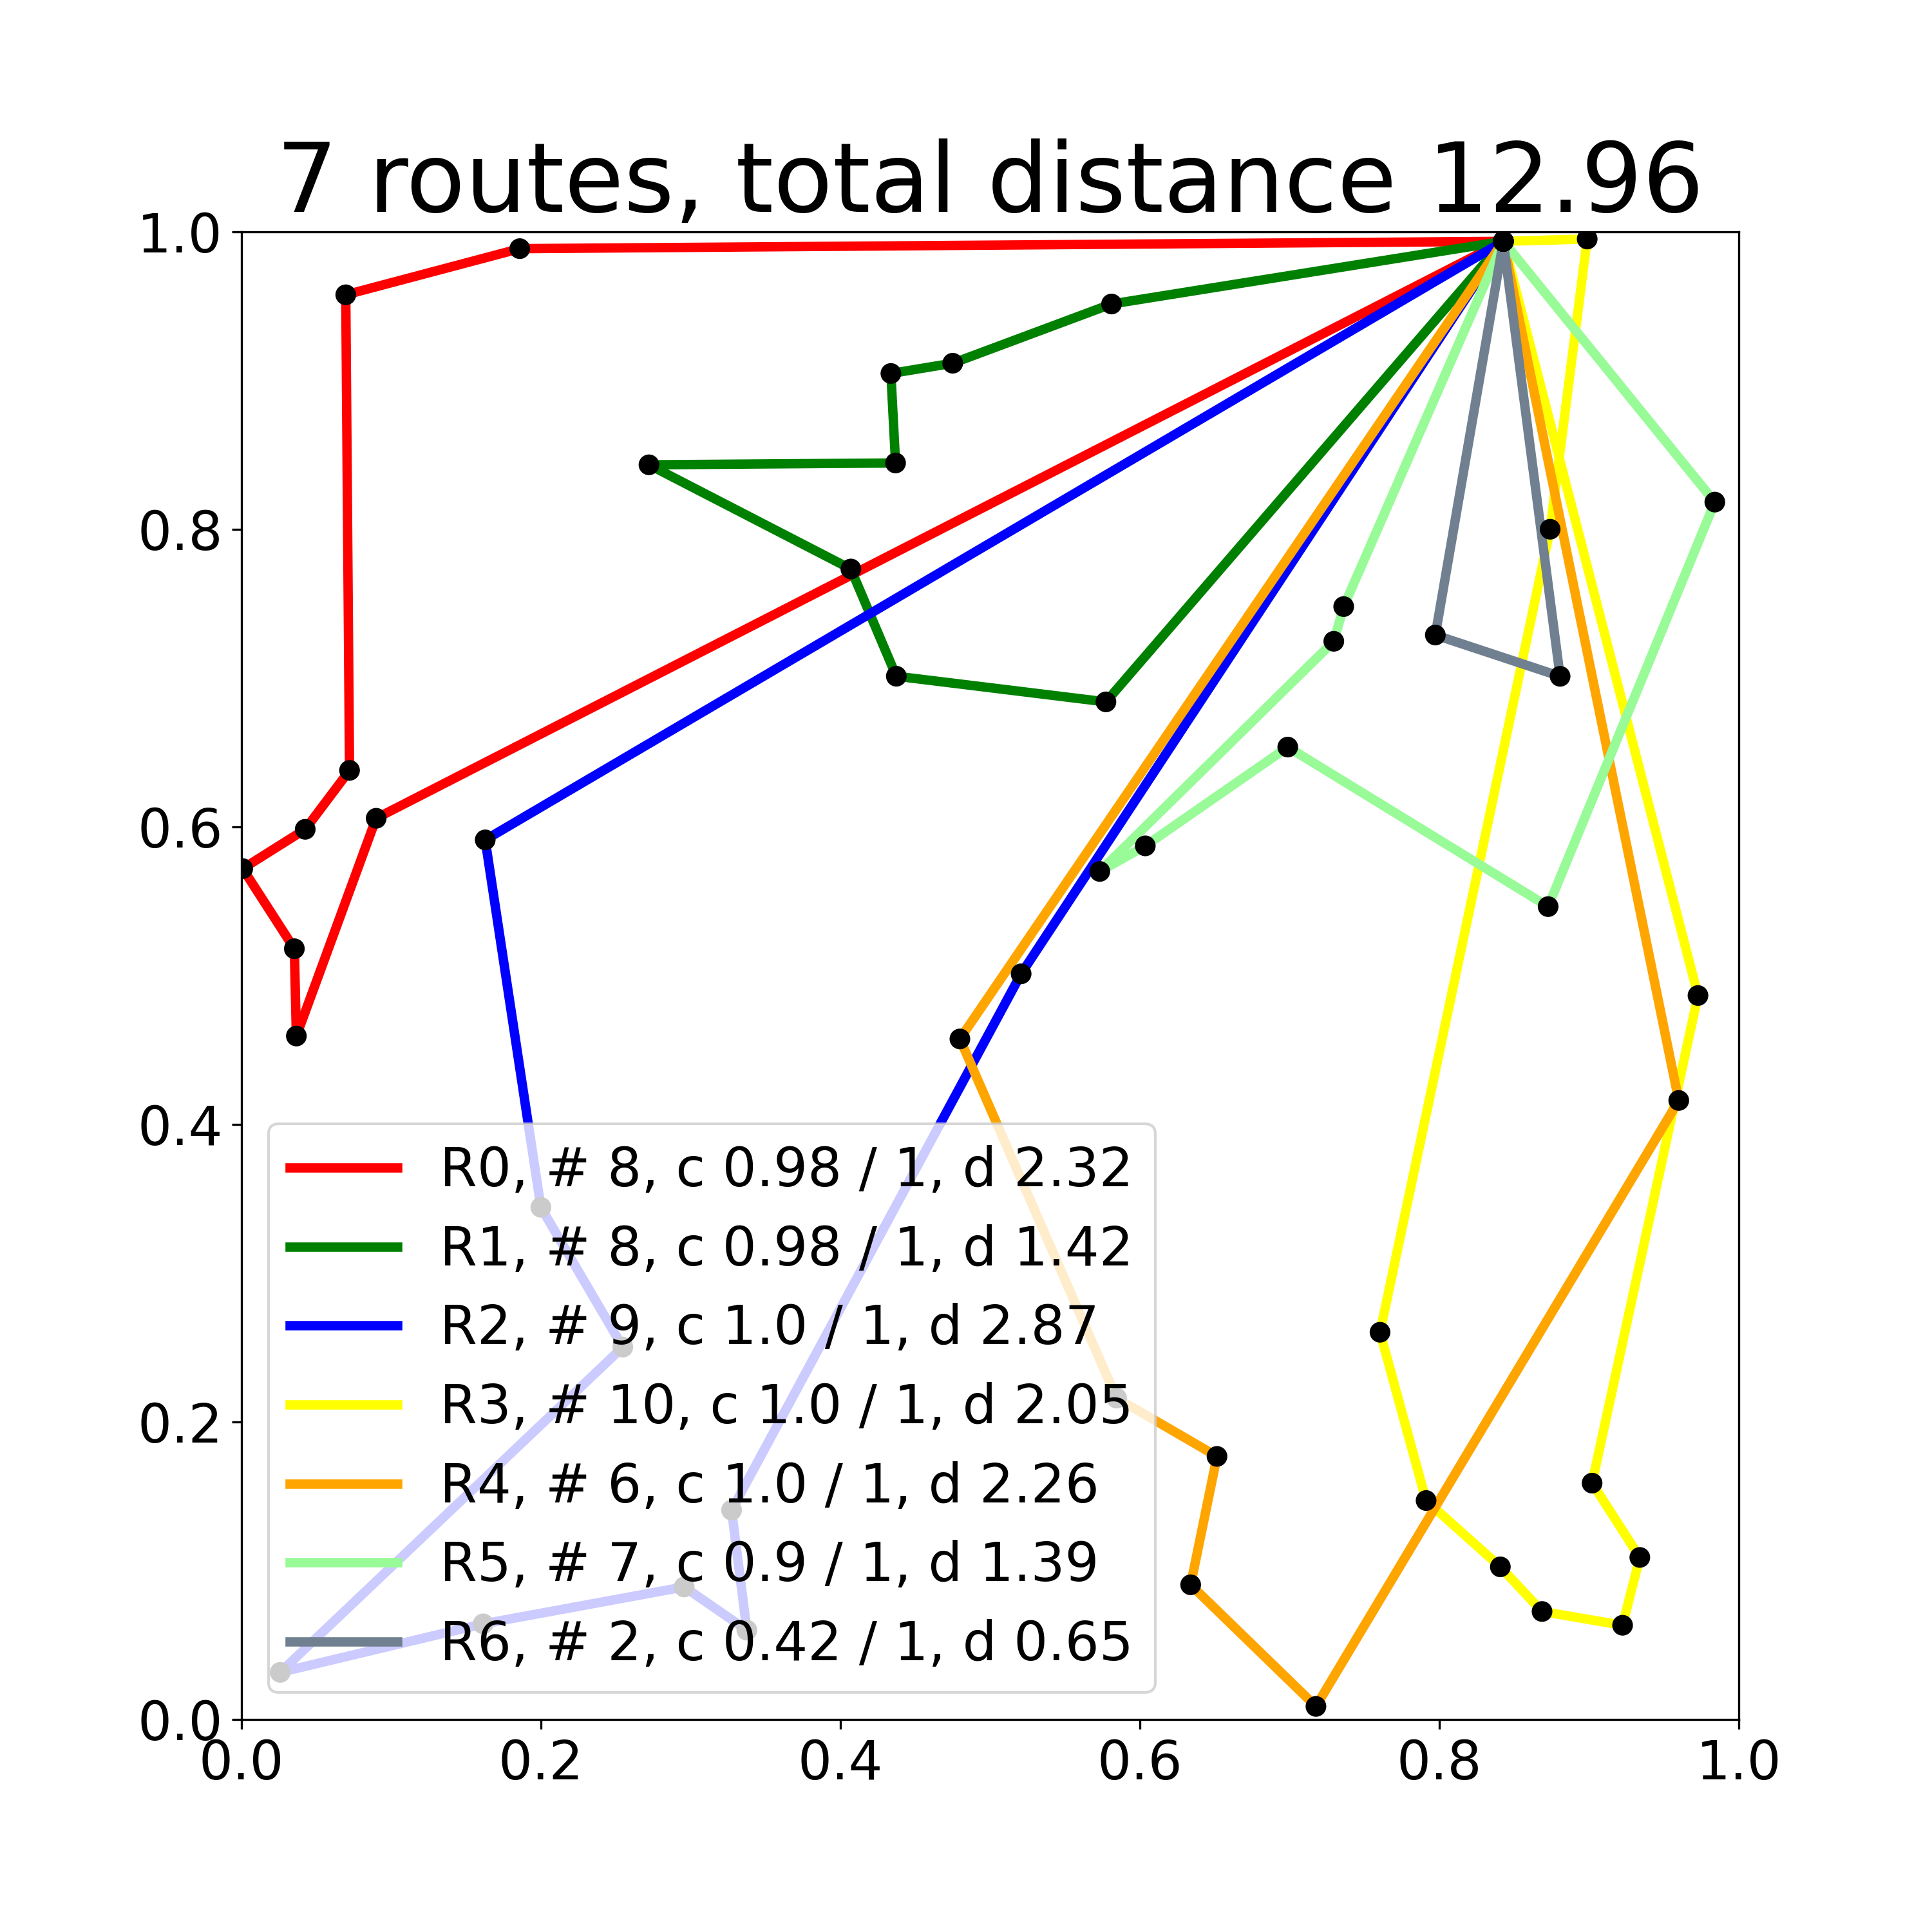 7 routes, total distance 12.96
1.0
0.8
0.6
0.4
0.2
0.0
R0, # 8, c 0.98 / 1, d 2.32
R1, # 8, c 0.98 / 1, d 1.42
R2, # 9, c 1.0 / 1, d 2.87
R3, # 10, c 1.0 / 1, d 2.05
R4, # 6, c 1.0 / 1, d 2.26
R5, # 7, c 0.9 / 1, d 1.39
R6, # 2, c 0.42 / 1, d 0.65
0.0 0.2 0.4 0.6 0.8 1.0